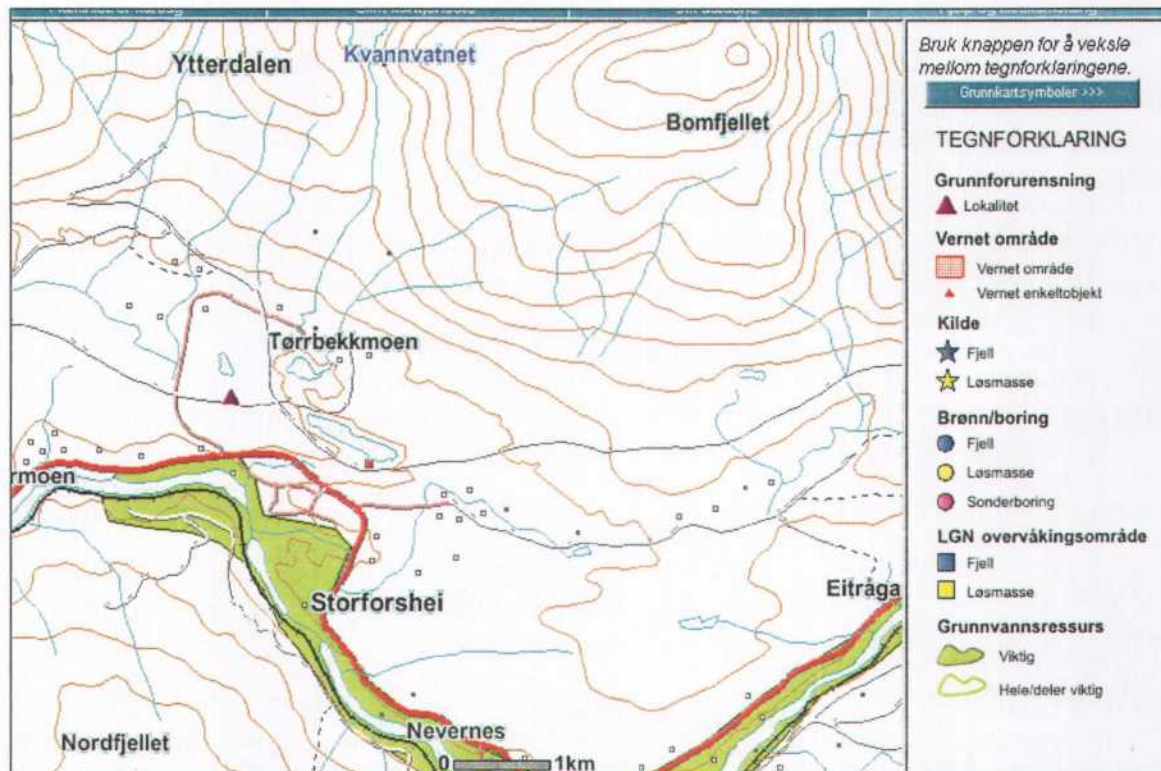 Ytterdalen
Kvannvatnet
Bomfjellet
Tørrbekkmoen
rmoen
Storforshei
Eitråga
Nevernes
Nordfjellet
0 1km
Bruk knappen for å veksle
mellom tegnforklaringene.
Grunnkartsymboler >>>
TEGNFORKLARING
Grunnforurensning
Lokalitet
Vernet område
Vernet område
Vernet enkeltobjekt
Kilde
Fjell
Løsmasse
Brønn/boring
Fjell
Løsmasse
Sonderboring
LGN overvåkingsområde
Fjell
Løsmasse
Grunnvannsressurs
Viktig
Hele/deler viktig